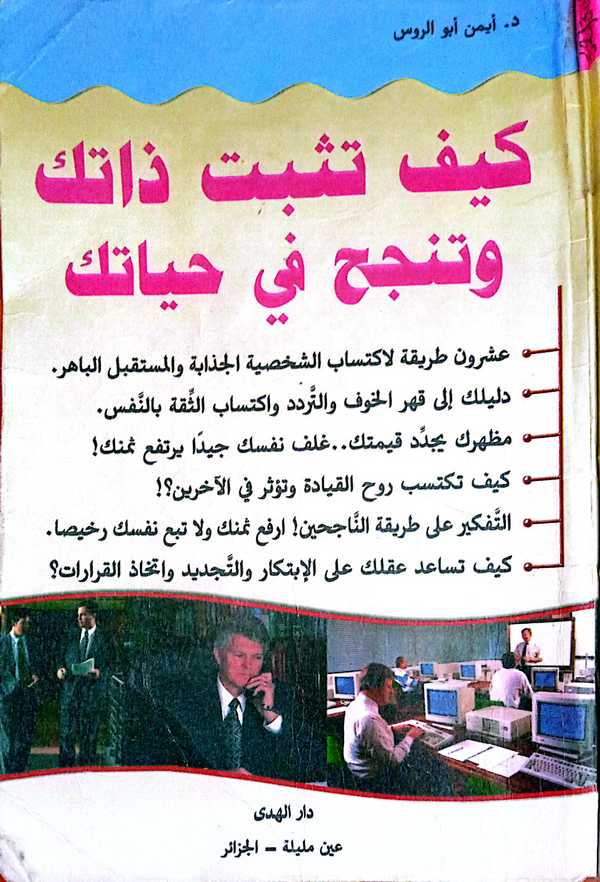 د. أيمن أبو الروس
كيف تثبت ذاتك
وتنجح في حياتك
عشرون طريقة لاكتساب الشخصية الجذابة والمستقبل الباهر.
دليلك إلى قهر الخوف والتَّردد واكتساب الثِّقة بالنَّفس.
مظهرك يحدِّد قيمتك..غلف نفسك جيدًا يرتفع ثمنك!
كيف تكتسب روح القيادة وتؤثر في الآخرين؟!
التَّفكير على طريقة النَّاجحين! ارفع ثمنك ولا تبع نفسك رخيصا.
كيف تساعد عقلك على الإبتكار والتَّجديد واتخاذ القرارات؟
دار الهدى
عين مليلة – الجزائر